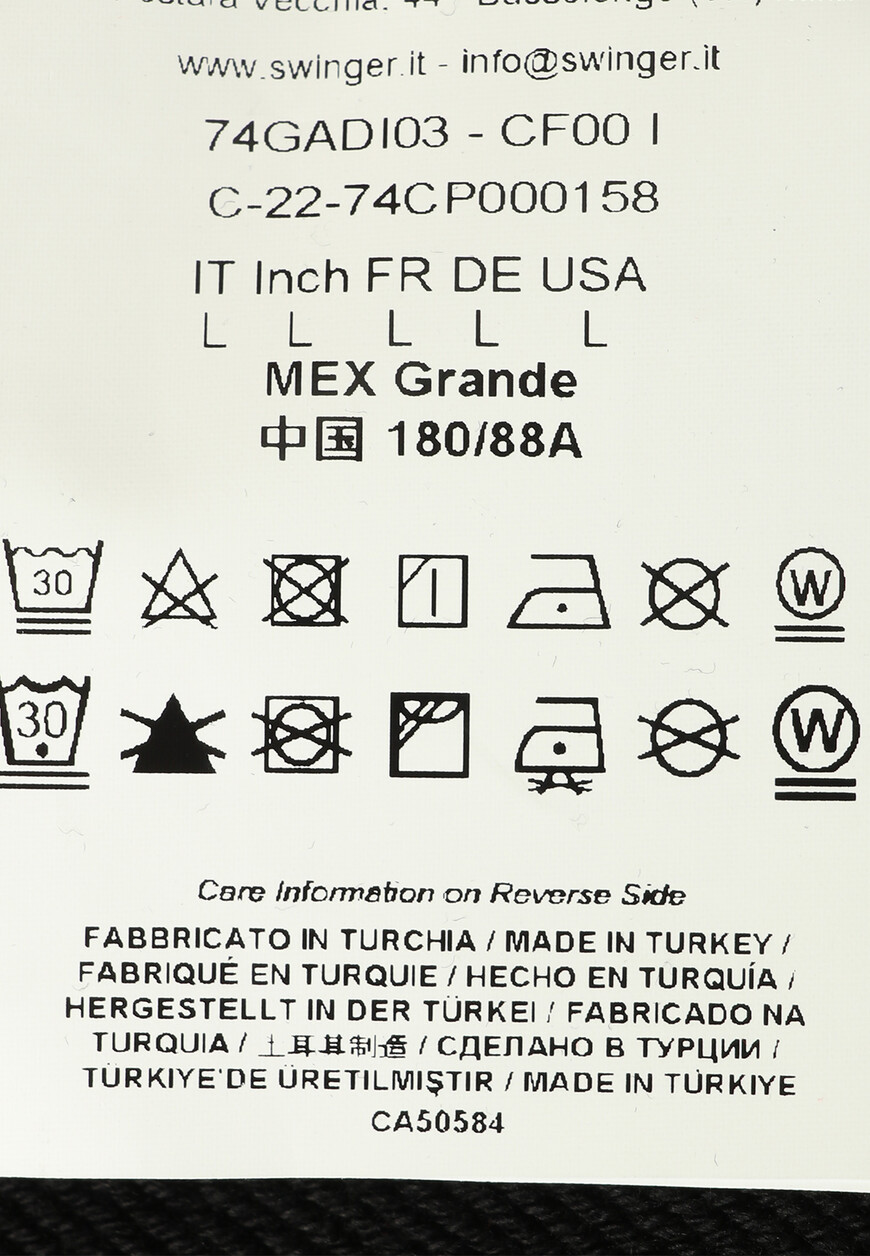 www.swinger.it - info@swinger.it
74GADI03 - CF00 I
C-22-74CP000158
IT Inch FR DE USA
L L L L L
MEX Grande
中国 180/88A
30 W
30 W
Care Information on Reverse Side
FABBRICATO IN TURCHIA / MADE IN TURKEY /
FABRIQUÉ EN TURQUIE / HECHO EN TURQUÍA /
HERGESTELLT IN DER TÜRKEI / FABRICADO NA
TURQUIA / 土耳其制造 / СДЕЛАНО В ТУРЦИИ /
TÜRKIYE'DE ÜRETILMIŞTIR / MADE IN TÜRKIYE
CA50584